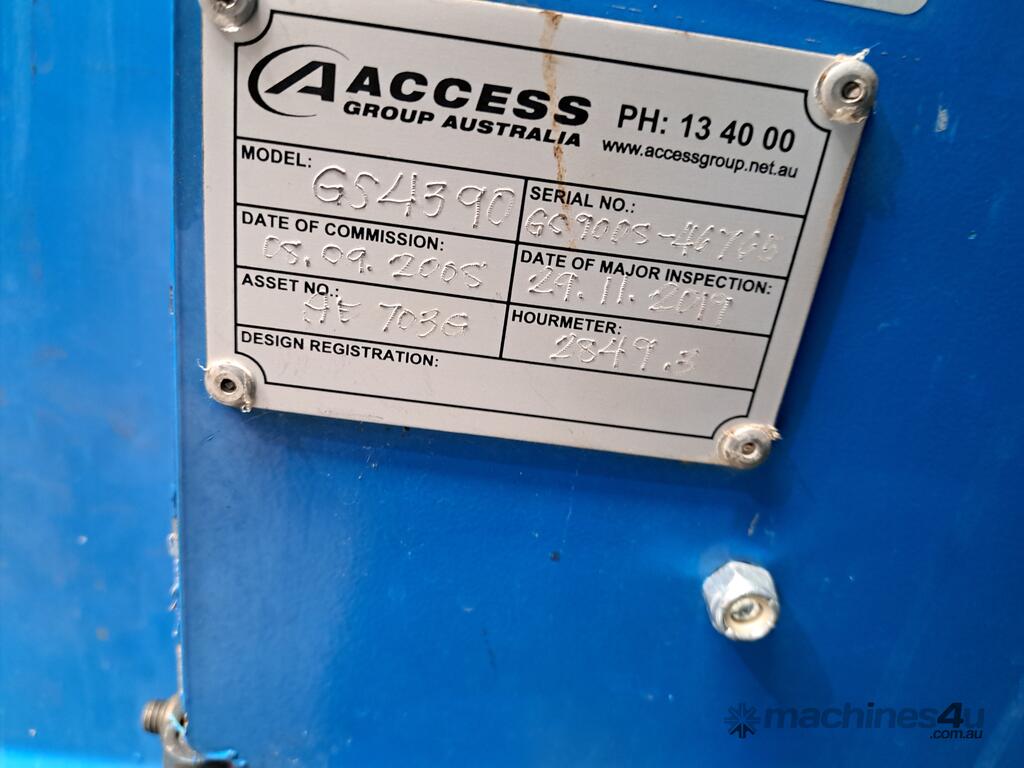 ACCESS
GROUP AUSTRALIA
PH: 13 40 00
www.accessgroup.net.au
MODEL: GS4390
SERIAL NO.:
DATE OF COMMISSION: 08.09.2005
DATE OF MAJOR INSPECTION: 29.11.2019
ASSET NO.:
HOURMETER: 2849.3
DESIGN REGISTRATION:
machines4u
.com.au